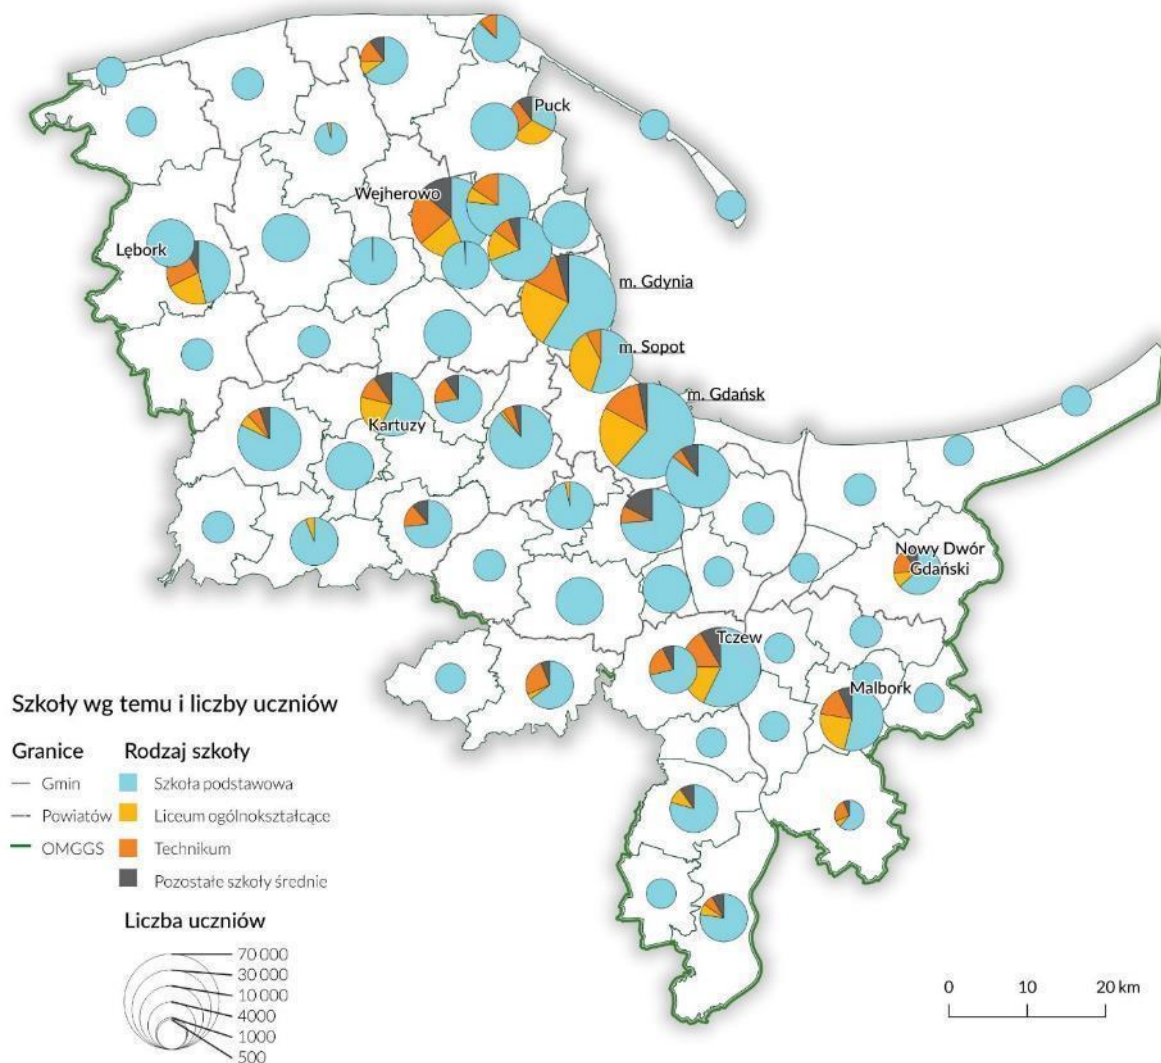 Puck
Wejherowo
Lębork
m. Gdynia
m. Sopot
m. Gdańsk
Kartuzy
Nowy Dwór
Gdański
Tczew
Malbork
Szkoły wg temu i liczby uczniów
Granice
Gmin
Powiatów
OMGGS
Rodzaj szkoły
Szkoła podstawowa
Liceum ogólnokształcące
Technikum
Pozostałe szkoły średnie
Liczba uczniów
70 000
30 000
10 000
4000
1000
500
0 10 20 km